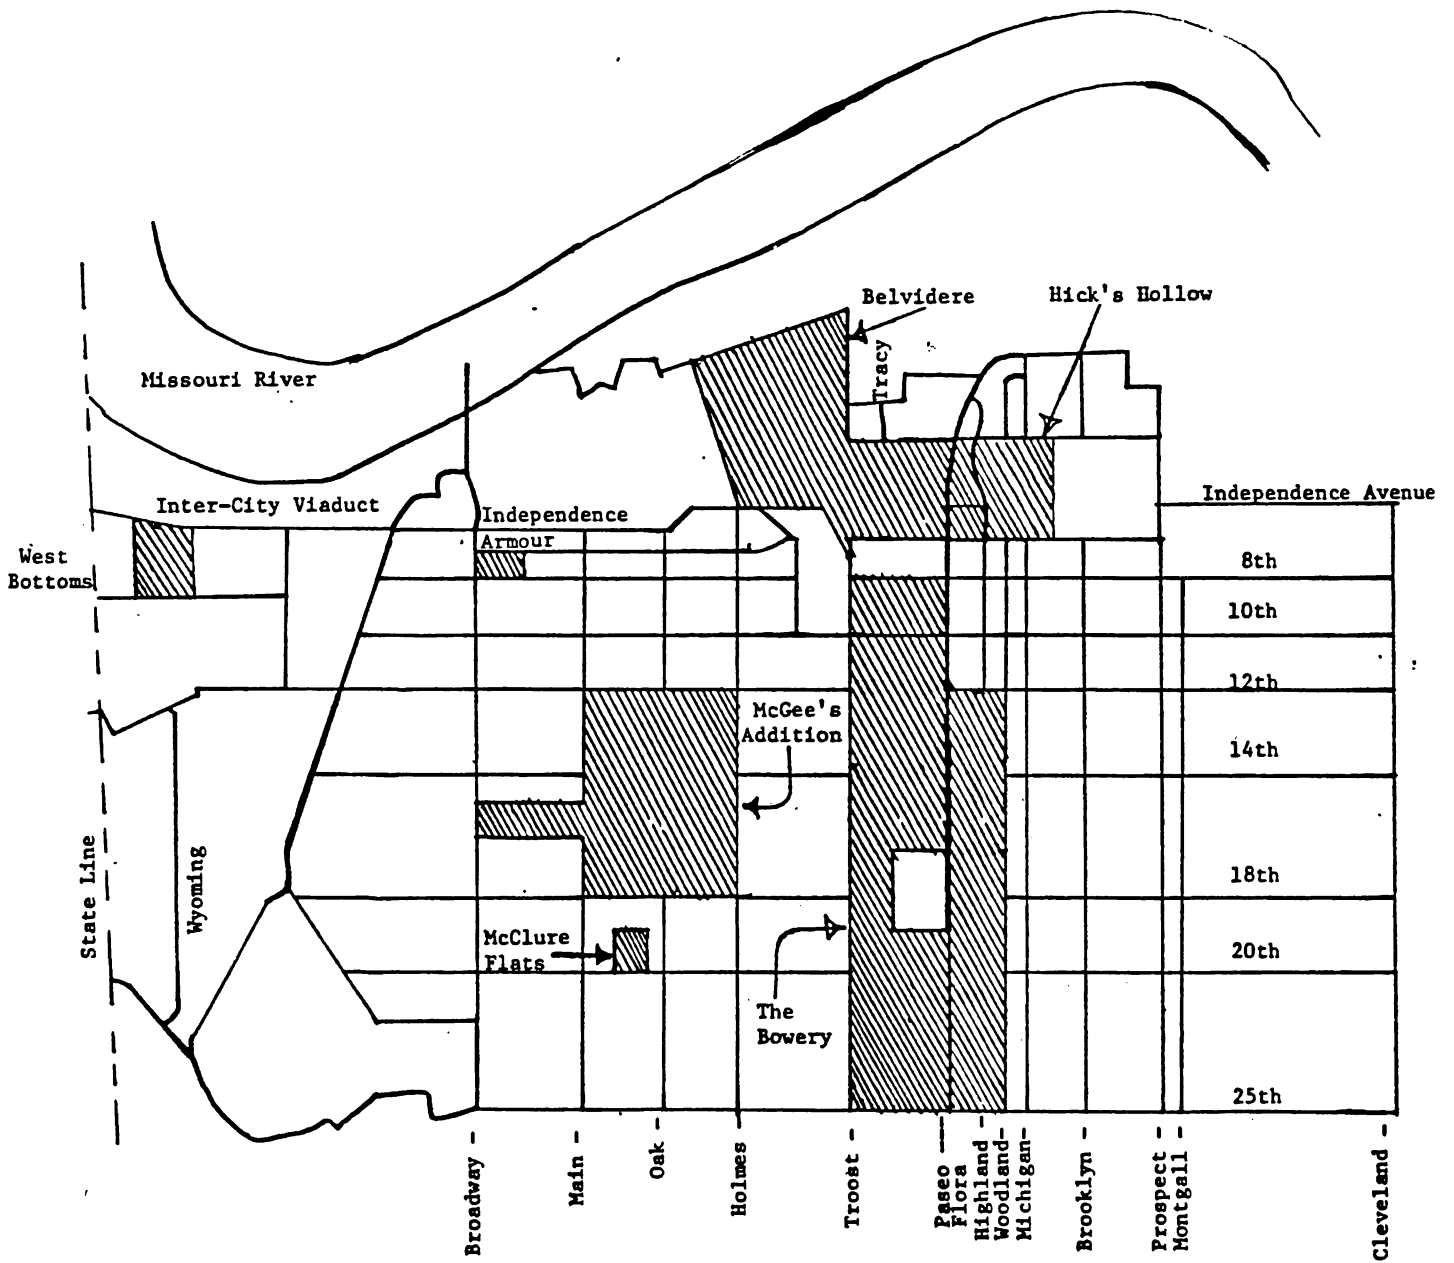 Belvidere
Hick's Hollow
Tracy
Missouri River
Inter-City Viaduct
Independence
Independence Avenue
Armour
West
Bottoms
8th
10th
12th
McGee's
Addition
14th
State Line
Wyoming
18th
McClure
Flats
20th
The
Bowery
25th
Broadway
Main
Oak
Holmes
Troost
Paseo
Flora
Highland
Woodland
Michigan
Brooklyn
Prospect
Montgall
Cleveland